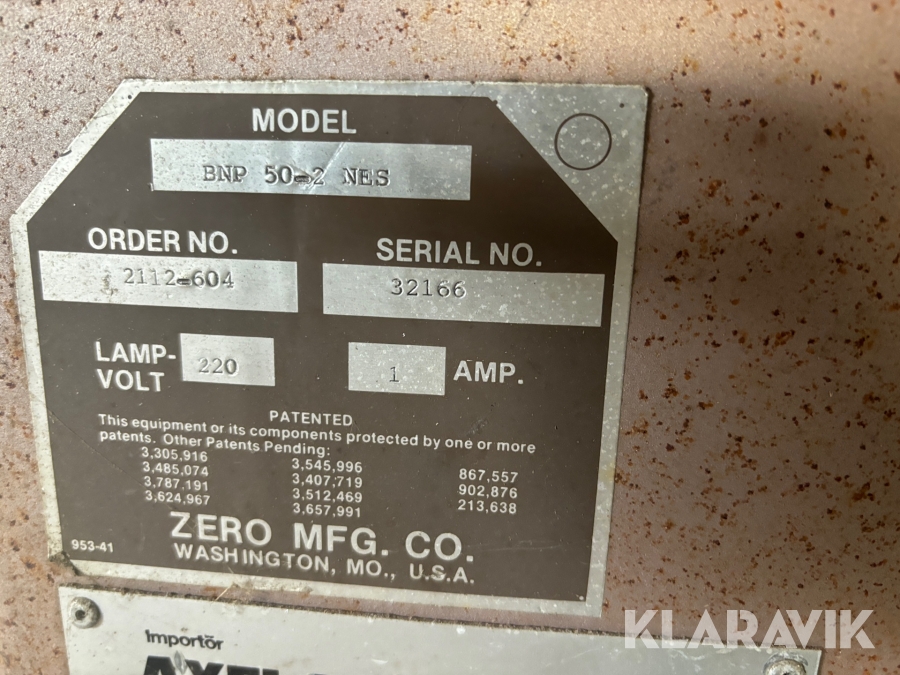 MODEL
BNP 50-2 NES
ORDER NO.
2112-604
SERIAL NO.
32166
LAMP-
VOLT
220
1
AMP.
PATENTED
This equipment or its components protected by one or more
patents. Other Patents Pending:
3,305,916 3,545,996 867,557
3,485,074 3,407,719 902,876
3,787,191 3,512,469 213,638
3,624,967 3,657,991
ZERO MFG. CO.
953-41
WASHINGTON, MO., U.S.A.
Importör
KLARAVIK